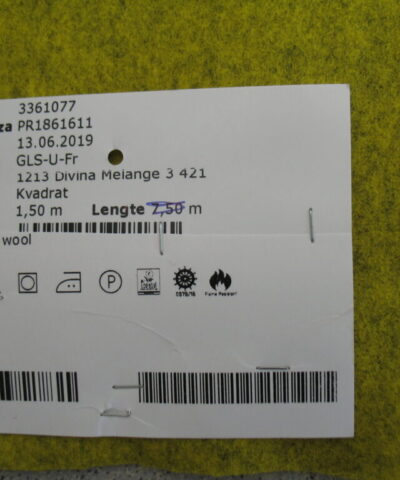 3361077
za PR1861611
13.06.2019
GLS-U-Fr
1213 Divina Melange 3 421
Kvadrat
1,50 m Lengte 7,50 m
wool
P
Flame Resistant